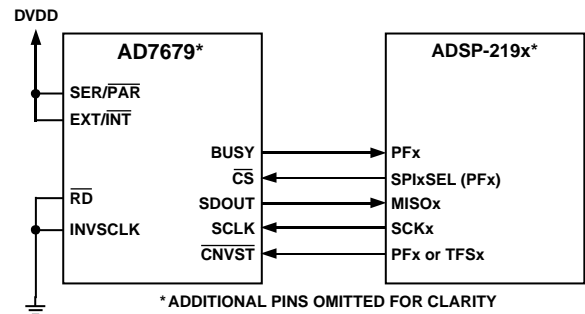 DVDD
AD7679*
ADSP-219x*
SER/PAR
EXT/INT
BUSY
PFx
CS
SPIxSEL (PFx)
RD
SDOUT
MISOx
INVSCLK
SCLK
SCKx
CNVST
PFx or TFSx
*ADDITIONAL PINS OMITTED FOR CLARITY